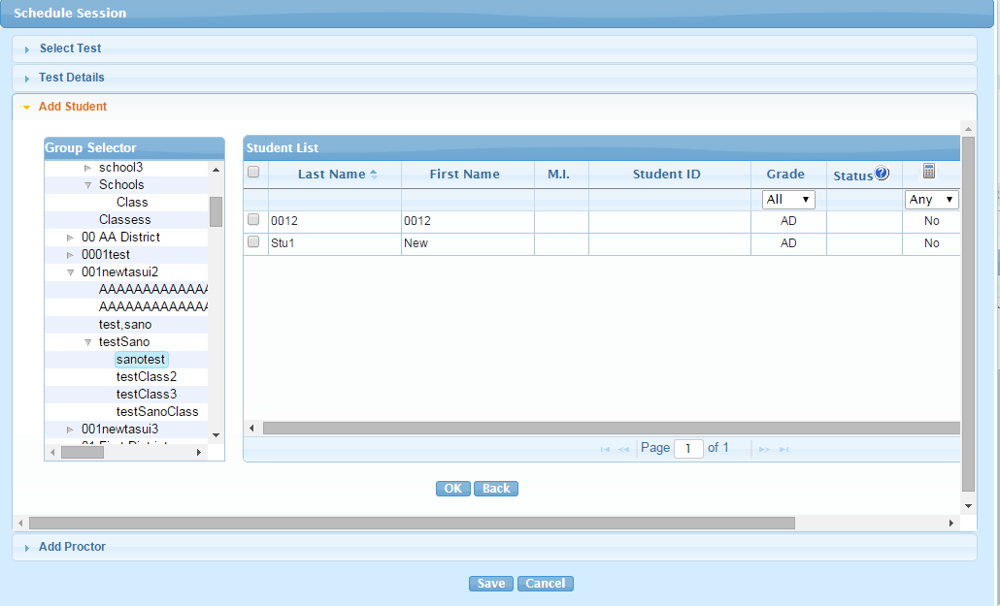 Schedule Session
Select Test
Test Details
Add Student
Group Selector
school3
Schools
Class
Classess
00 AA District
0001test
001newtasui2
AAAAAAAAAAAAA
AAAAAAAAAAAAA
test,sano
testSano
sanotest
testClass2
testClass3
testSanoClass
001newtasui3
Student List
Last Name First Name M.I. Student ID Grade Status ?
All Any
0012 0012 AD No
Stu1 New AD No
Page 1 of 1
OK Back
Add Proctor
Save Cancel